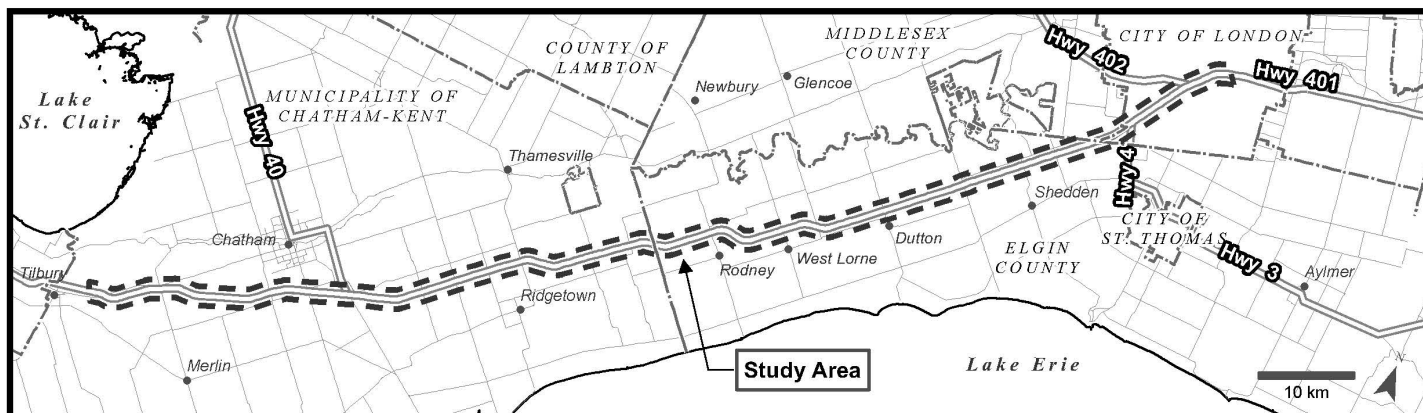 Lake
St. Clair
Hwy 40
MUNICIPALITY OF
CHATHAM-KENT
COUNTY OF
LAMBTON
MIDDLESEX
COUNTY
Hwy 402
CITY OF LONDON
Hwy 401
Newbury
Glencoe
Thamesville
Hwy 4
Shedden
CITY OF
ST. THOMAS
Chatham
Tilbury
Dutton
ELGIN
COUNTY
Hwy 3
Aylmer
Rodney
West Lorne
Ridgetown
Merlin
Study Area
Lake Erie
N
10 km